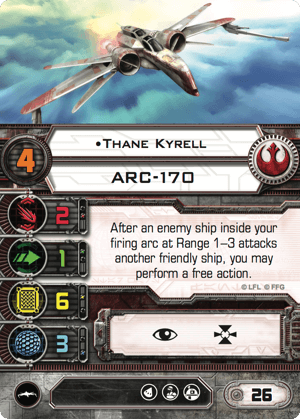 •Thane Kyrell
4
ARC-170
2
1
6
3
After an enemy ship inside your
firing arc at Range 1–3 attacks
another friendly ship, you may
perform a free action.
© LFL © FFG
26